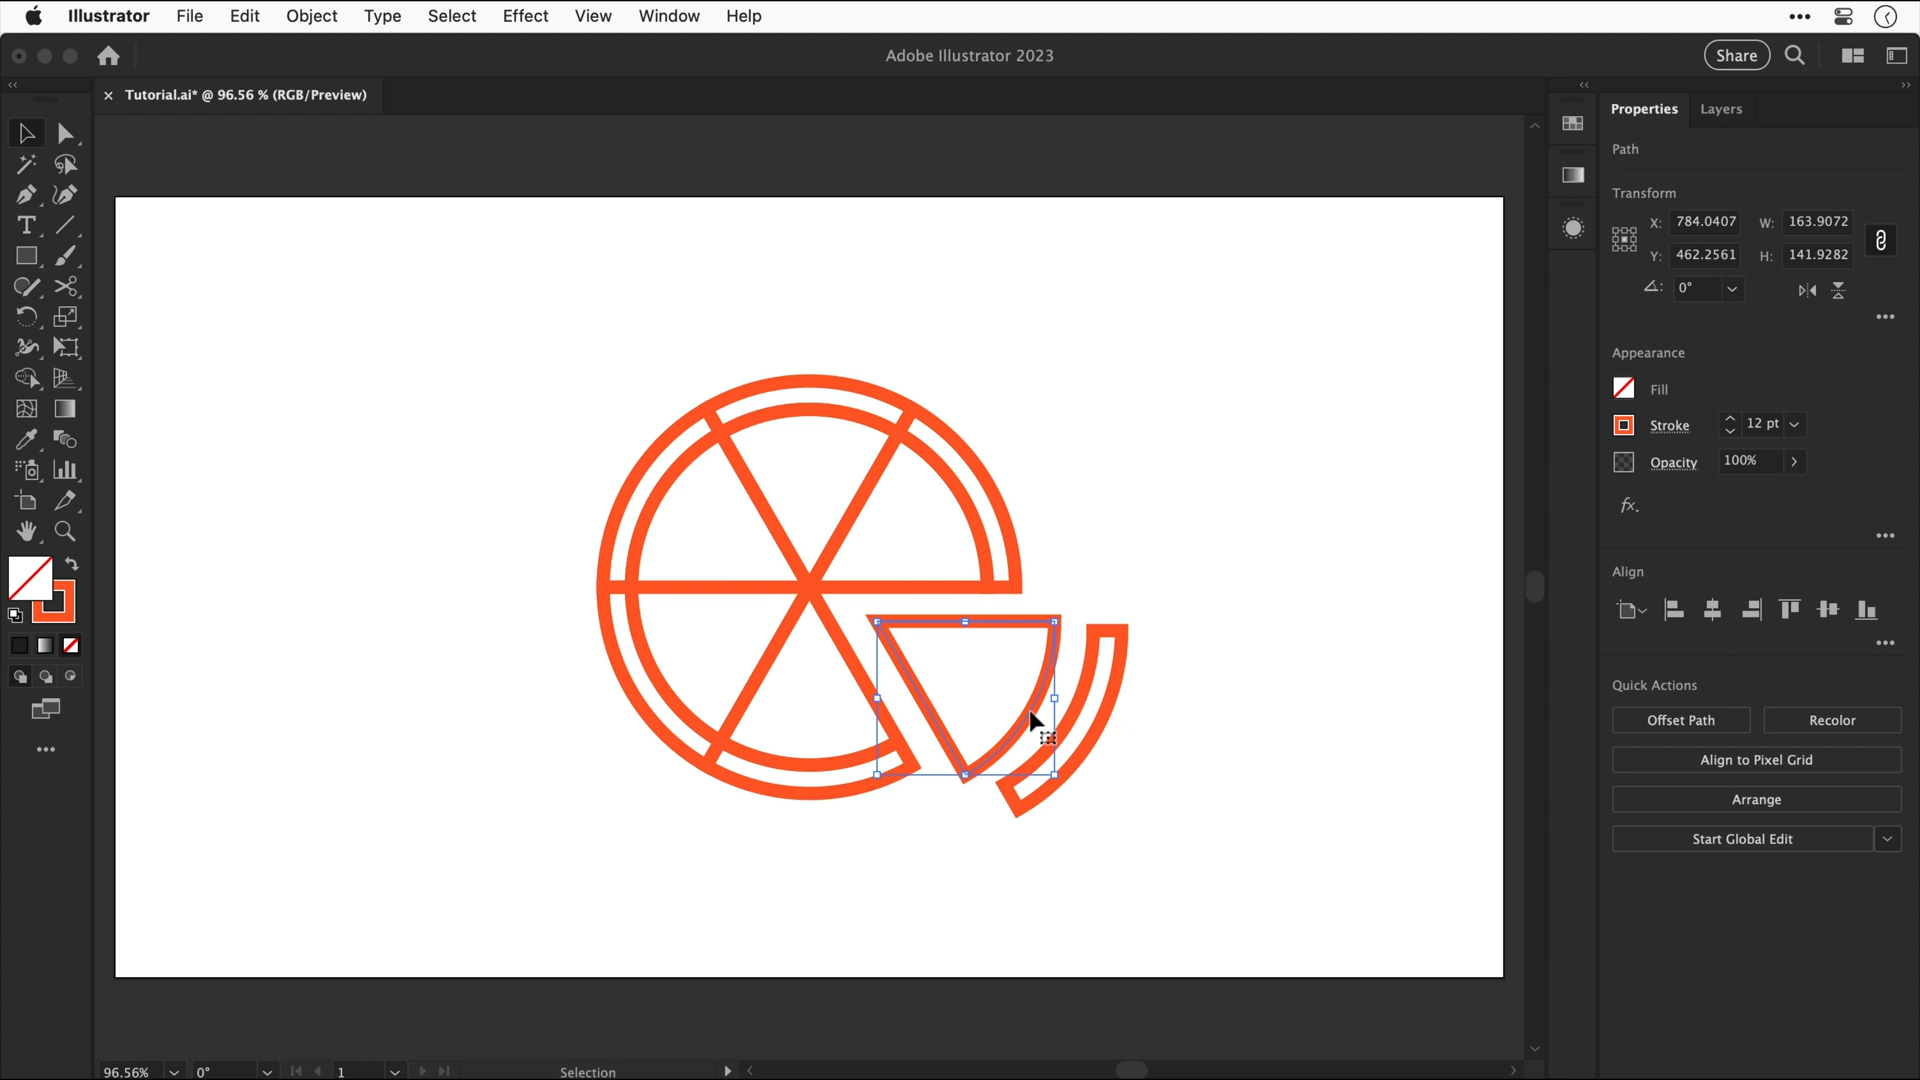 Illustrator File Edit Object Type Select Effect View Window Help
Adobe Illustrator 2023
Share
Tutorial.ai* @ 96.56 % (RGB/Preview)
Properties Layers
Path
Transform
X: 784.0407 W: 163.9072
Y: 462.2561 H: 141.9282
0°
Appearance
Fill
Stroke 12 pt
Opacity 100%
fx.
Align
Quick Actions
Offset Path Recolor
Align to Pixel Grid
Arrange
Start Global Edit
96.56% 0° 1 Selection